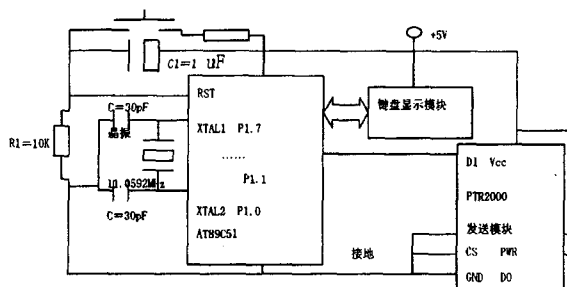 +5V
C1=1 uF
RST
C=30pF
键盘显示模块
R1=10K
晶振
XTAL1 P1.7
......
D1 Vcc
P1.1
11.0592MHz
PTR2000
XTAL2 P1.0
C=30pF
发送模块
AT89C51
接地
CS PWR
GND DO